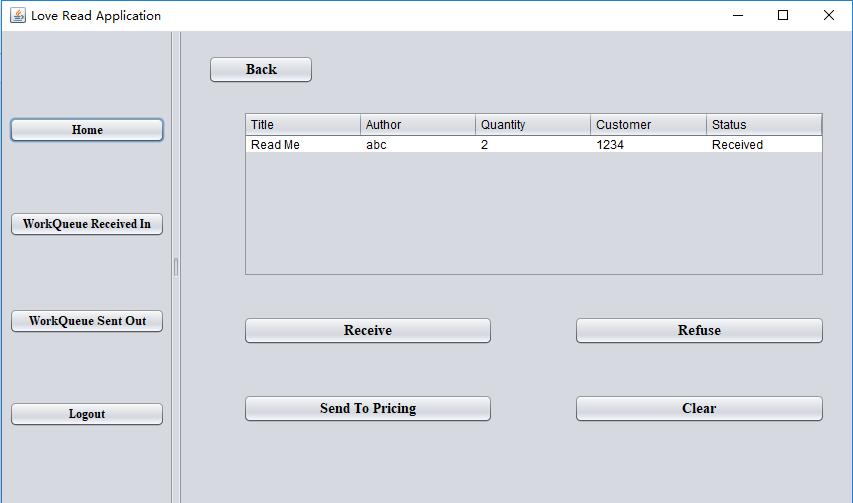 Love Read Application
Back
Home
WorkQueue Received In
WorkQueue Sent Out
Logout
Title Author Quantity Customer Status
Read Me abc 2 1234 Received
Receive Refuse
Send To Pricing Clear